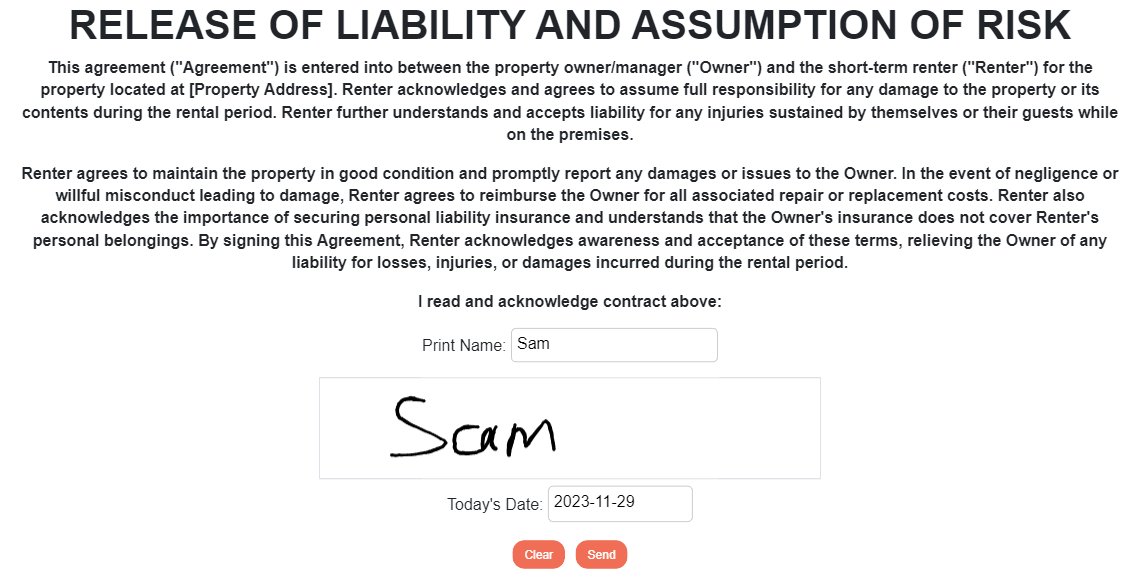 RELEASE OF LIABILITY AND ASSUMPTION OF RISK
This agreement ("Agreement") is entered into between the property owner/manager ("Owner") and the short-term renter ("Renter") for the
property located at [Property Address]. Renter acknowledges and agrees to assume full responsibility for any damage to the property or its
contents during the rental period. Renter further understands and accepts liability for any injuries sustained by themselves or their guests while
on the premises.
Renter agrees to maintain the property in good condition and promptly report any damages or issues to the Owner. In the event of negligence or
willful misconduct leading to damage, Renter agrees to reimburse the Owner for all associated repair or replacement costs. Renter also
acknowledges the importance of securing personal liability insurance and understands that the Owner's insurance does not cover Renter's
personal belongings. By signing this Agreement, Renter acknowledges awareness and acceptance of these terms, relieving the Owner of any
liability for losses, injuries, or damages incurred during the rental period.
I read and acknowledge contract above:
Print Name: Sam
Scam
Today's Date: 2023-11-29
Clear Send